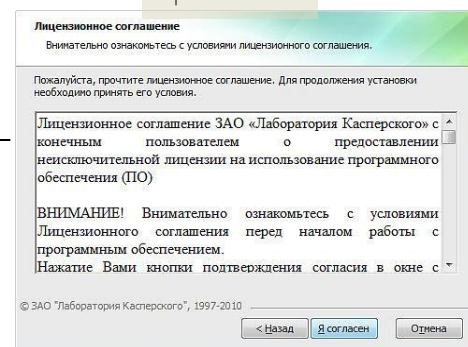 Лицензионное соглашение
Внимательно ознакомьтесь с условиями лицензионного соглашения.
Пожалуйста, прочтите лицензионное соглашение. Для продолжения установки
необходимо принять его условия.
Лицензионное соглашение ЗАО «Лаборатория Касперского» с
конечным пользователем о предоставлении
неисключительной лицензии на использование программного
обеспечения (ПО)
ВНИМАНИЕ! Внимательно ознакомьтесь с условиями
Лицензионного соглашения перед началом работы с
программным обеспечением.
Нажатие Вами кнопки подтверждения согласия в окне с
© ЗАО "Лаборатория Касперского", 1997-2010
< Назад Я согласен Отмена